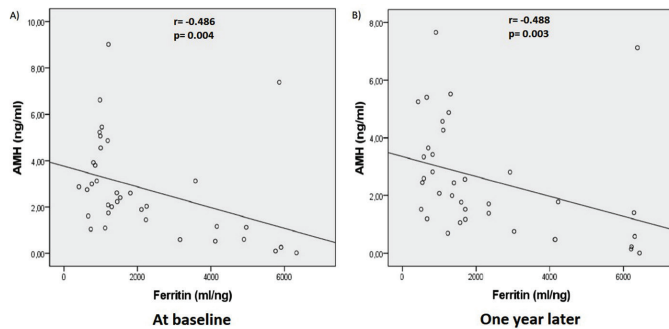 A)
r= -0.486
p= 0.004
AMH (ng/ml)
10,00
8,00
6,00
4,00
2,00
0,00
0
2000
4000
6000
Ferritin (ml/ng)
At baseline
B)
r= -0.488
p= 0.003
AMH (ng/ml)
8,00
6,00
4,00
2,00
0,00
0
2000
4000
6000
Ferritin (ml/ng)
One year later